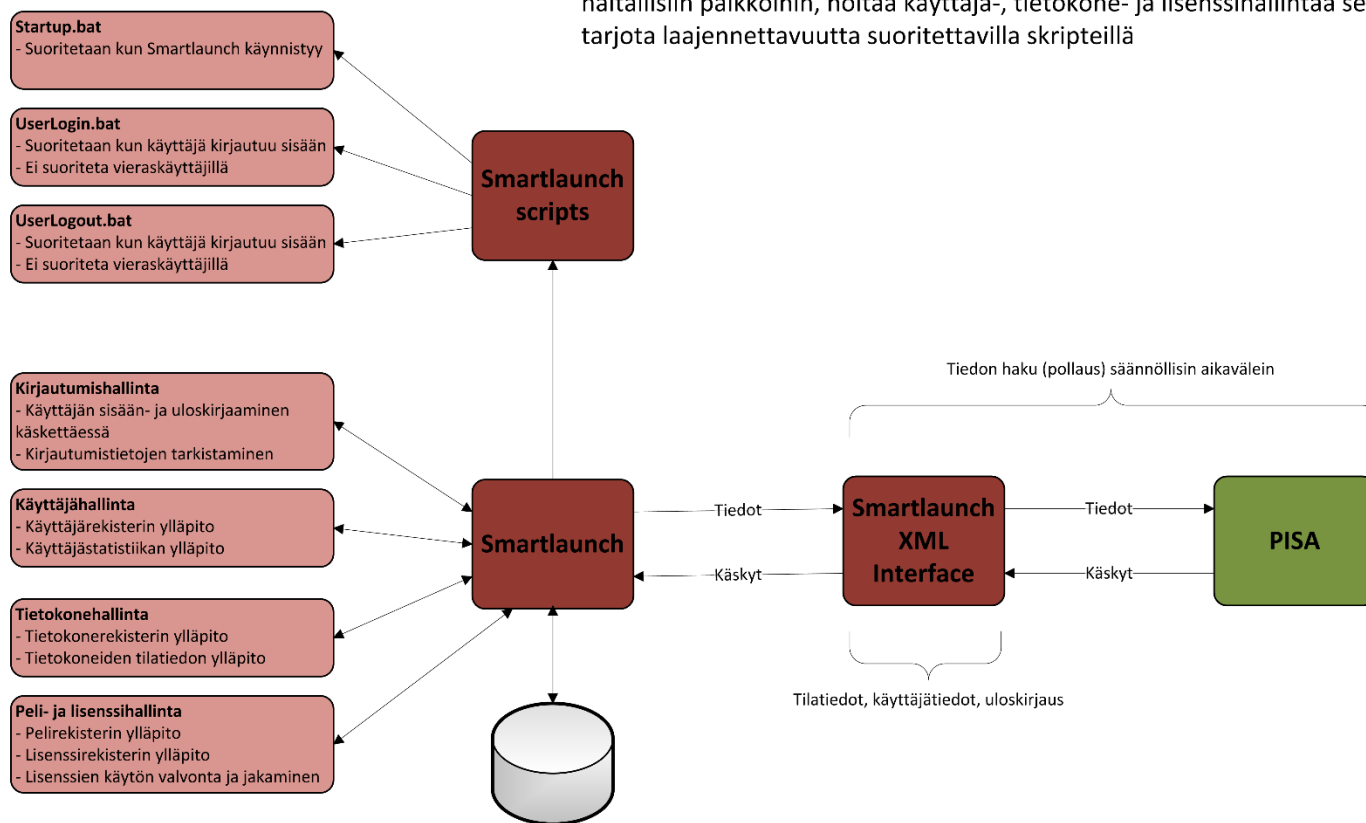 haitallisiin paikkoihin, hoitaa käyttäjä-, tietokone- ja lisenssihallintaa
tarjota laajennettavuutta suoritettavilla skripteillä
Startup.bat
- Suoritetaan kun Smartlaunch käynnistyy
UserLogin.bat
- Suoritetaan kun käyttäjä kirjautuu sisään
- Ei suoriteta vieraskäyttäjillä
UserLogout.bat
- Suoritetaan kun käyttäjä kirjautuu sisään
- Ei suoriteta vieraskäyttäjillä
Smartlaunch
scripts
Kirjautumishallinta
- Käyttäjän sisään- ja uloskirjaaminen
käskettäessä
- Kirjautumistietojen tarkistaminen
Käyttäjähallinta
- Käyttäjärekisterin ylläpito
- Käyttäjästatistiikan ylläpito
Tietokonehallinta
- Tietokonerekisterin ylläpito
- Tietokoneiden tilatiedon ylläpito
Peli- ja lisenssihallinta
- Pelirekisterin ylläpito
- Lisenssirekisterin ylläpito
- Lisenssien käytön valvonta ja jakaminen
Smartlaunch
Tiedot
Käskyt
Tiedon haku (pollaus) säännöllisin aikavälein
Smartlaunch
XML
Interface
Tiedot
Käskyt
PISA
Tilatiedot, käyttäjätiedot, uloskirjaus